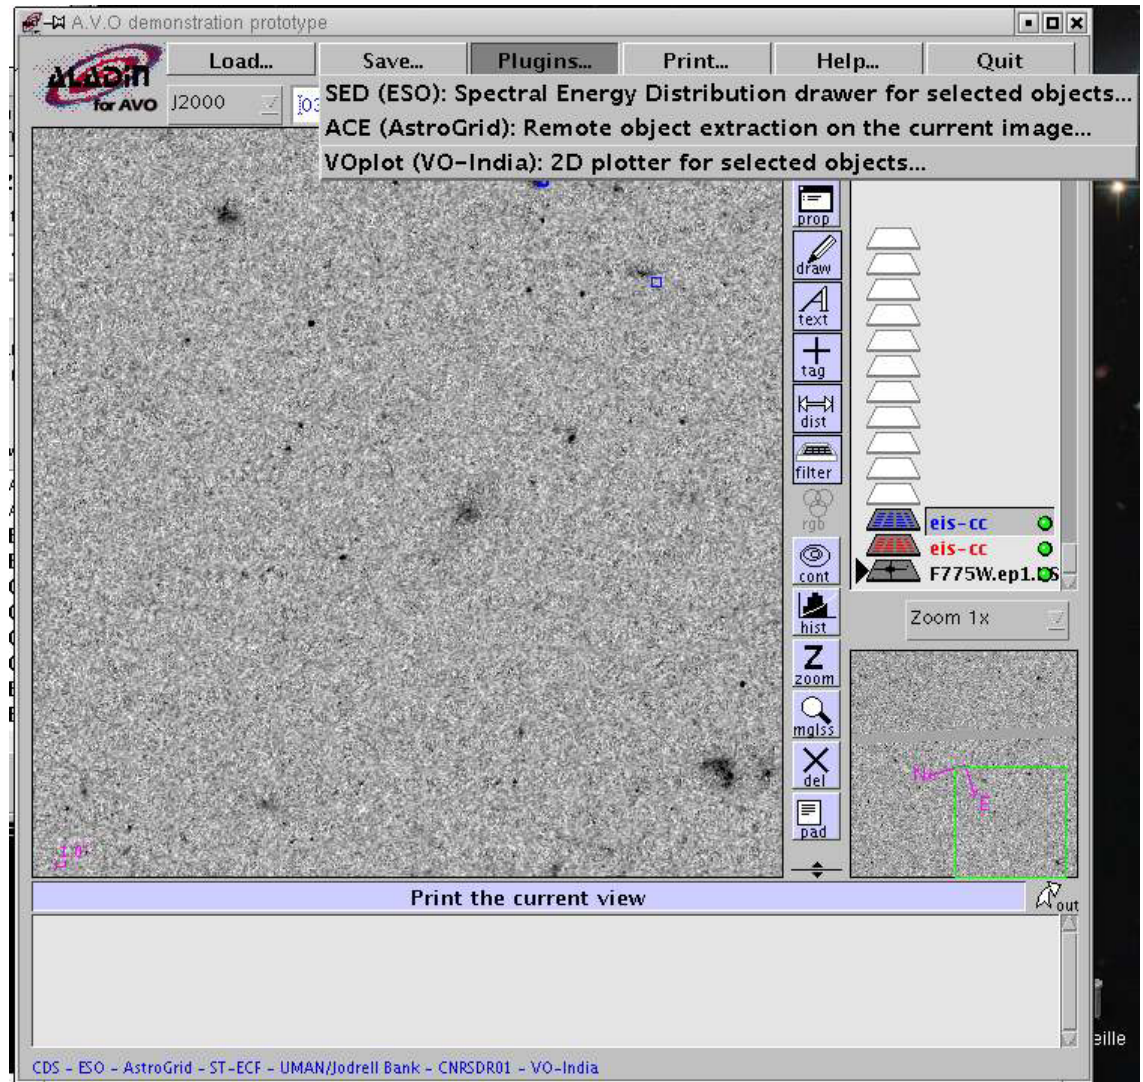 A.V.O demonstration prototype
ALADIN
for AVO
Load...
Save...
Plugins...
Print...
Help...
Quit
J2000
SED (ESO): Spectral Energy Distribution drawer for selected objects...
ACE (AstroGrid): Remote object extraction on the current image...
VOplot (VO-India): 2D plotter for selected objects...
prop
draw
text
tag
dist
filter
rgb
cont
hist
Z
zoom
mglss
del
pad
eis-cc
eis-cc
F775W.ep1.
Zoom 1x
E
Print the current view
out
CDS - ESO - AstroGrid - ST-ECF - UMAN/Jodrell Bank - CNRSDR01 - VO-India
eille